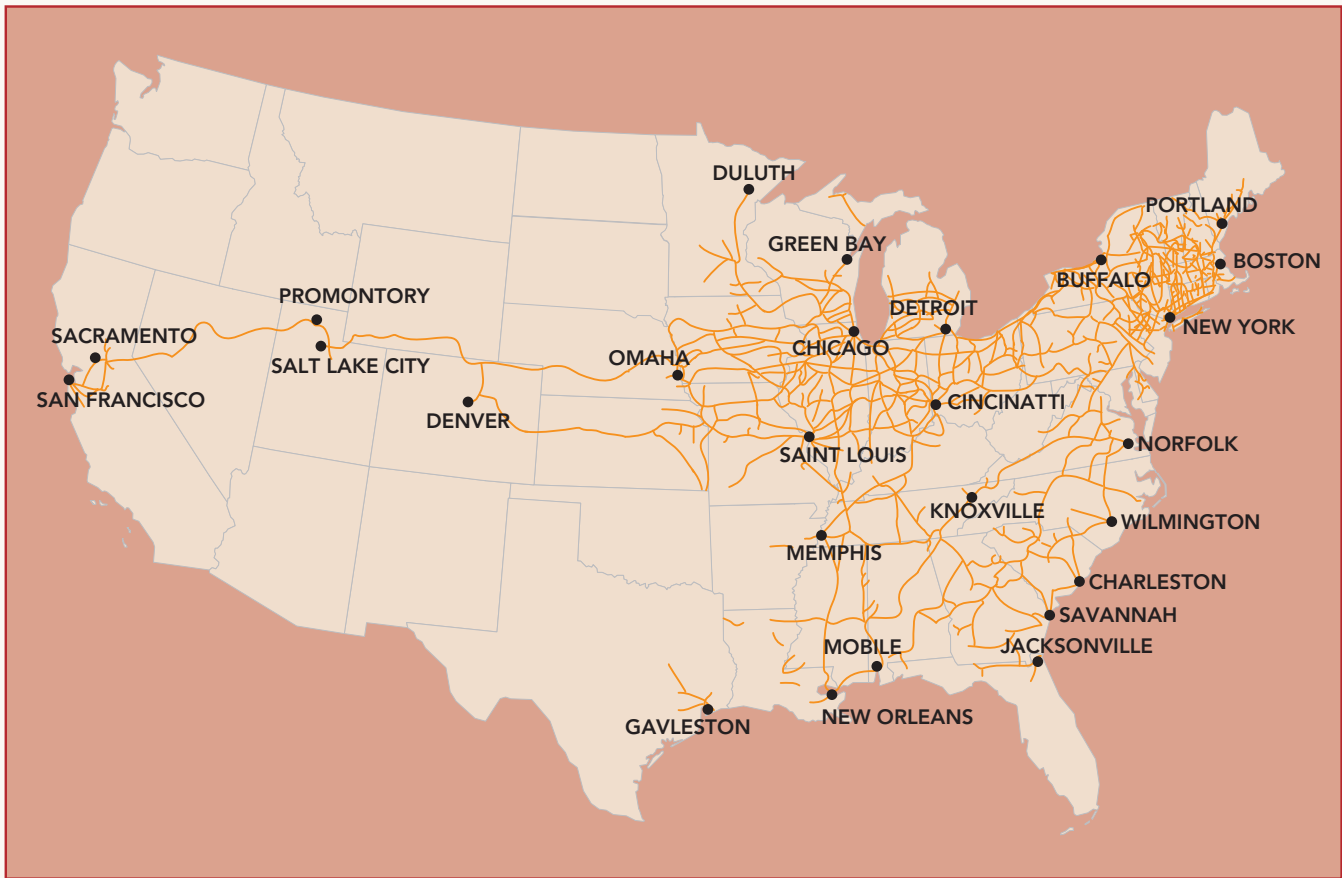 DULUTH
PORTLAND
GREEN BAY
BOSTON
BUFFALO
PROMONTORY
DETROIT
NEW YORK
SACRAMENTO
CHICAGO
OMAHA
SALT LAKE CITY
SAN FRANCISCO
CINCINATTI
DENVER
NORFOLK
SAINT LOUIS
KNOXVILLE
WILMINGTON
MEMPHIS
CHARLESTON
SAVANNAH
MOBILE
JACKSONVILLE
NEW ORLEANS
GAVLESTON